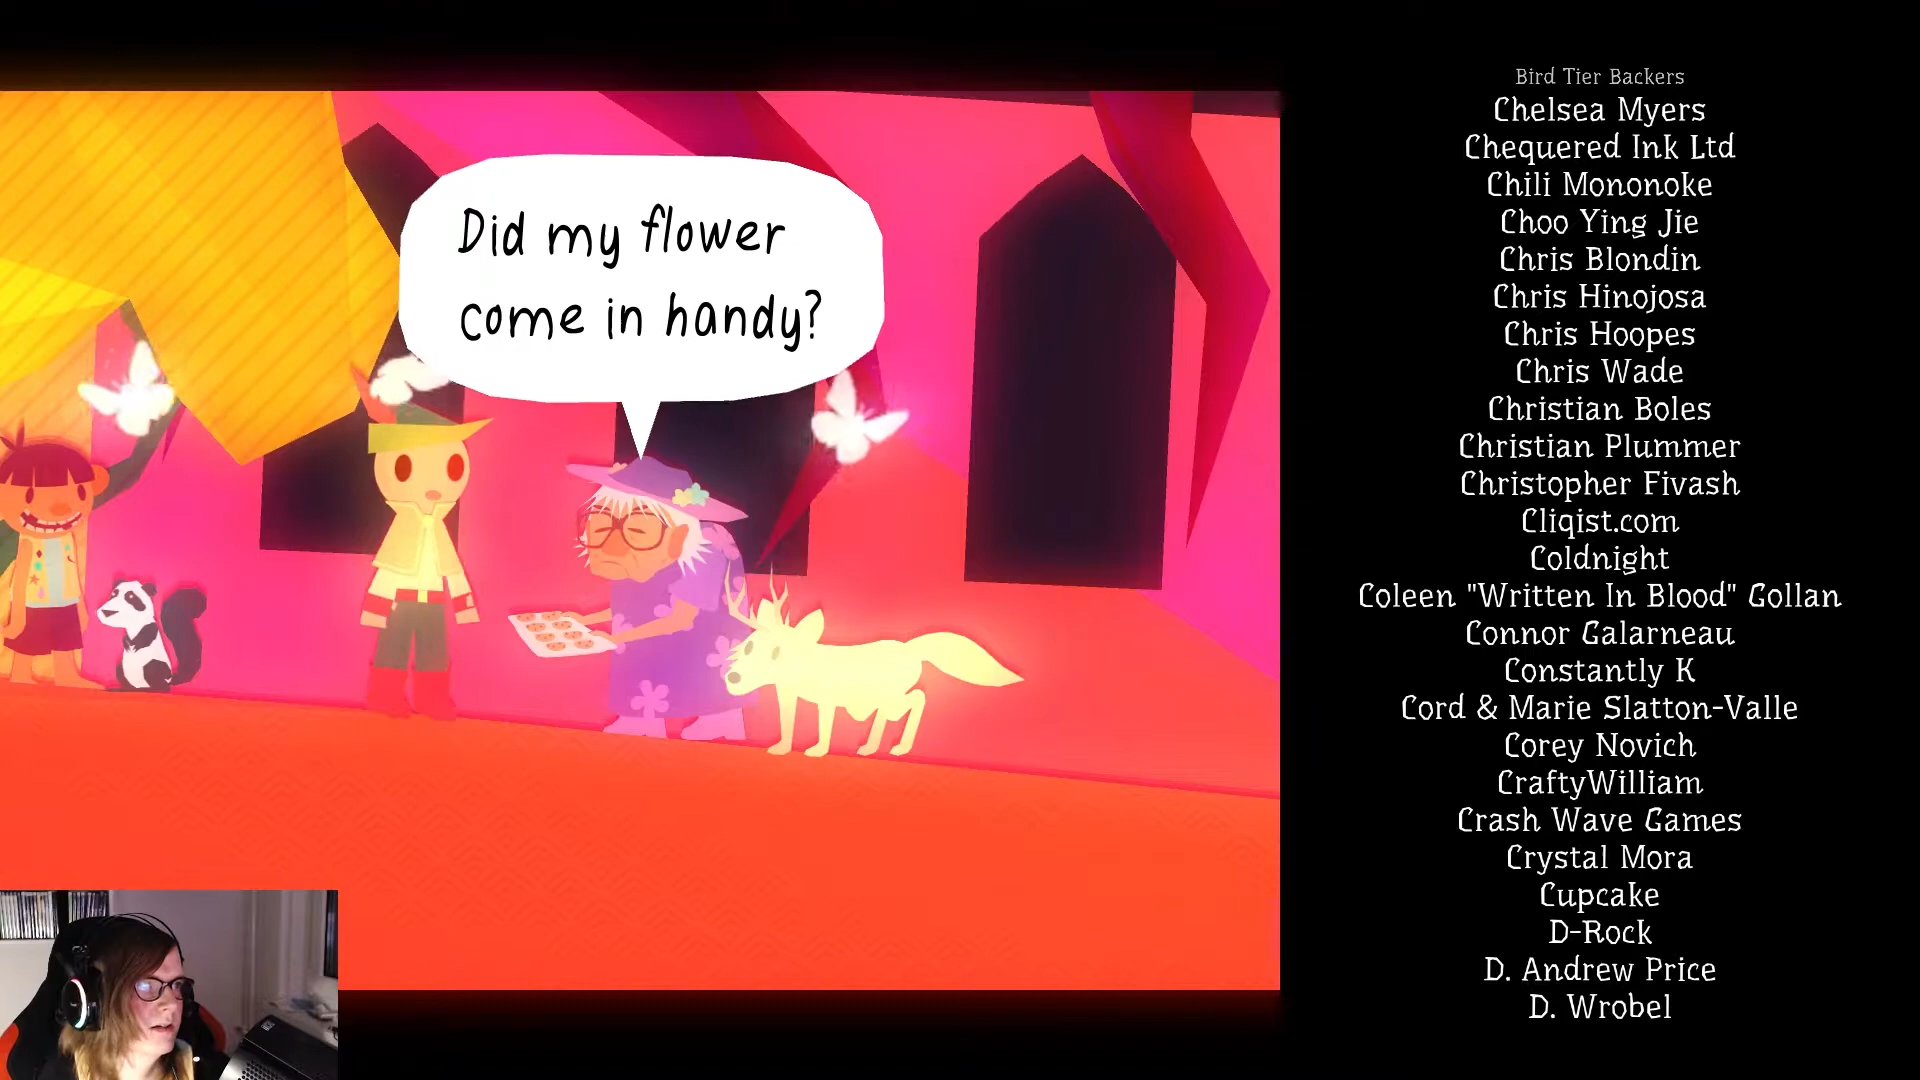 Did my flower
come in handy?
Bird Tier Backers
Chelsea Myers
Chequered Ink Ltd
Chili Mononoke
Choo Ying Jie
Chris Blondin
Chris Hinojosa
Chris Hoopes
Chris Wade
Christian Boles
Christian Plummer
Christopher Fivash
Cliqist.com
Coldnight
Coleen "Written In Blood" Gollan
Connor Galarneau
Constantly K
Cord & Marie Slatton-Valle
Corey Novich
CraftyWilliam
Crash Wave Games
Crystal Mora
Cupcake
D-Rock
D. Andrew Price
D. Wrobel